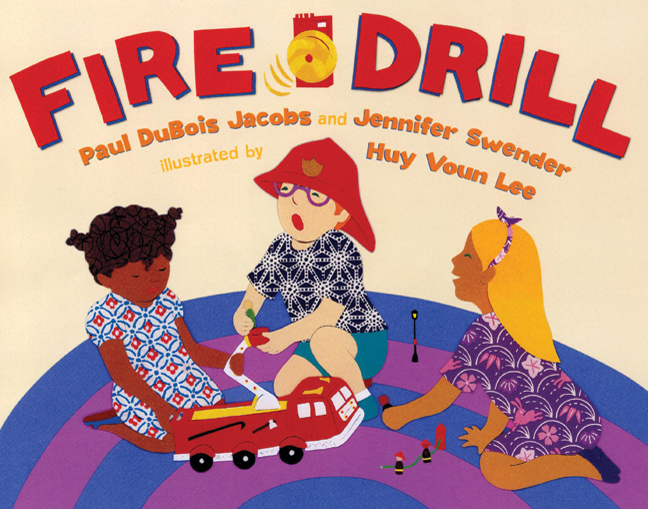 FIRE DRILL
Paul DuBois Jacobs and Jennifer Swender
illustrated by Huy Voun Lee